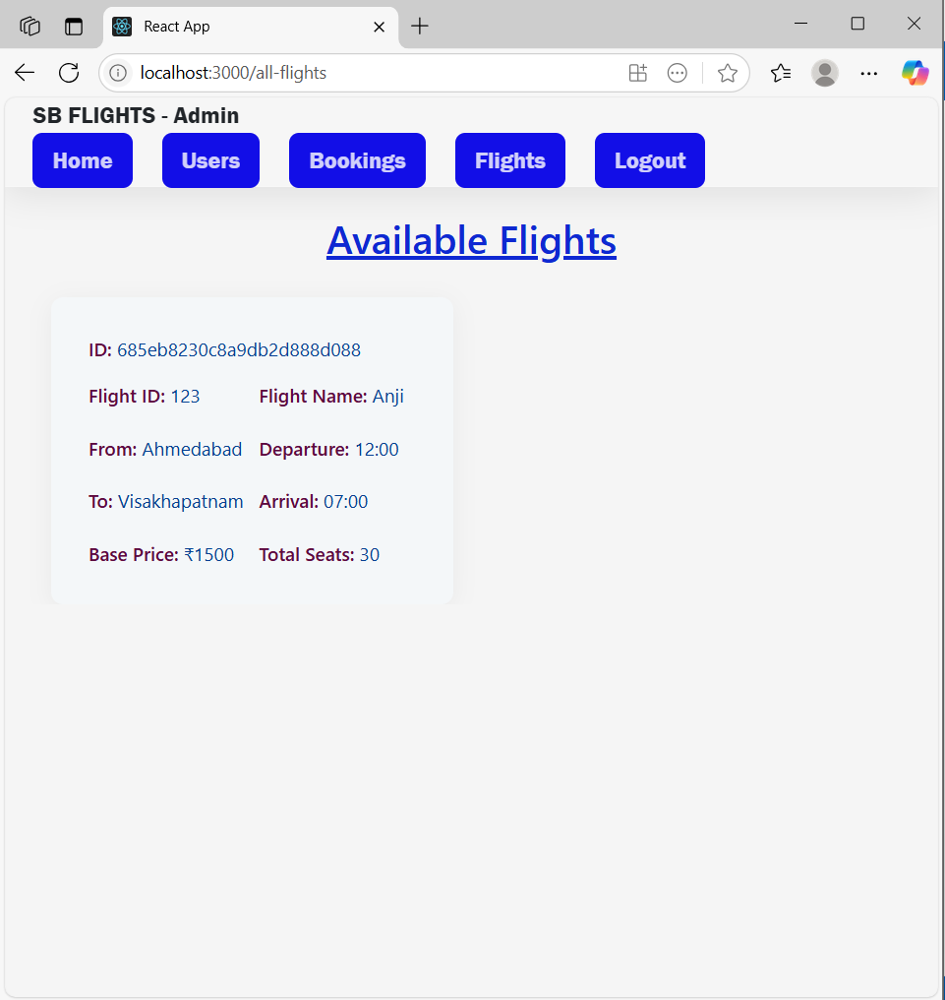 React App
localhost:3000/all-flights
SB FLIGHTS - Admin
Home Users Bookings Flights Logout
Available Flights
ID: 685eb8230c8a9db2d888d088
Flight ID: 123 Flight Name: Anji
From: Ahmedabad Departure: 12:00
To: Visakhapatnam Arrival: 07:00
Base Price: ₹1500 Total Seats: 30